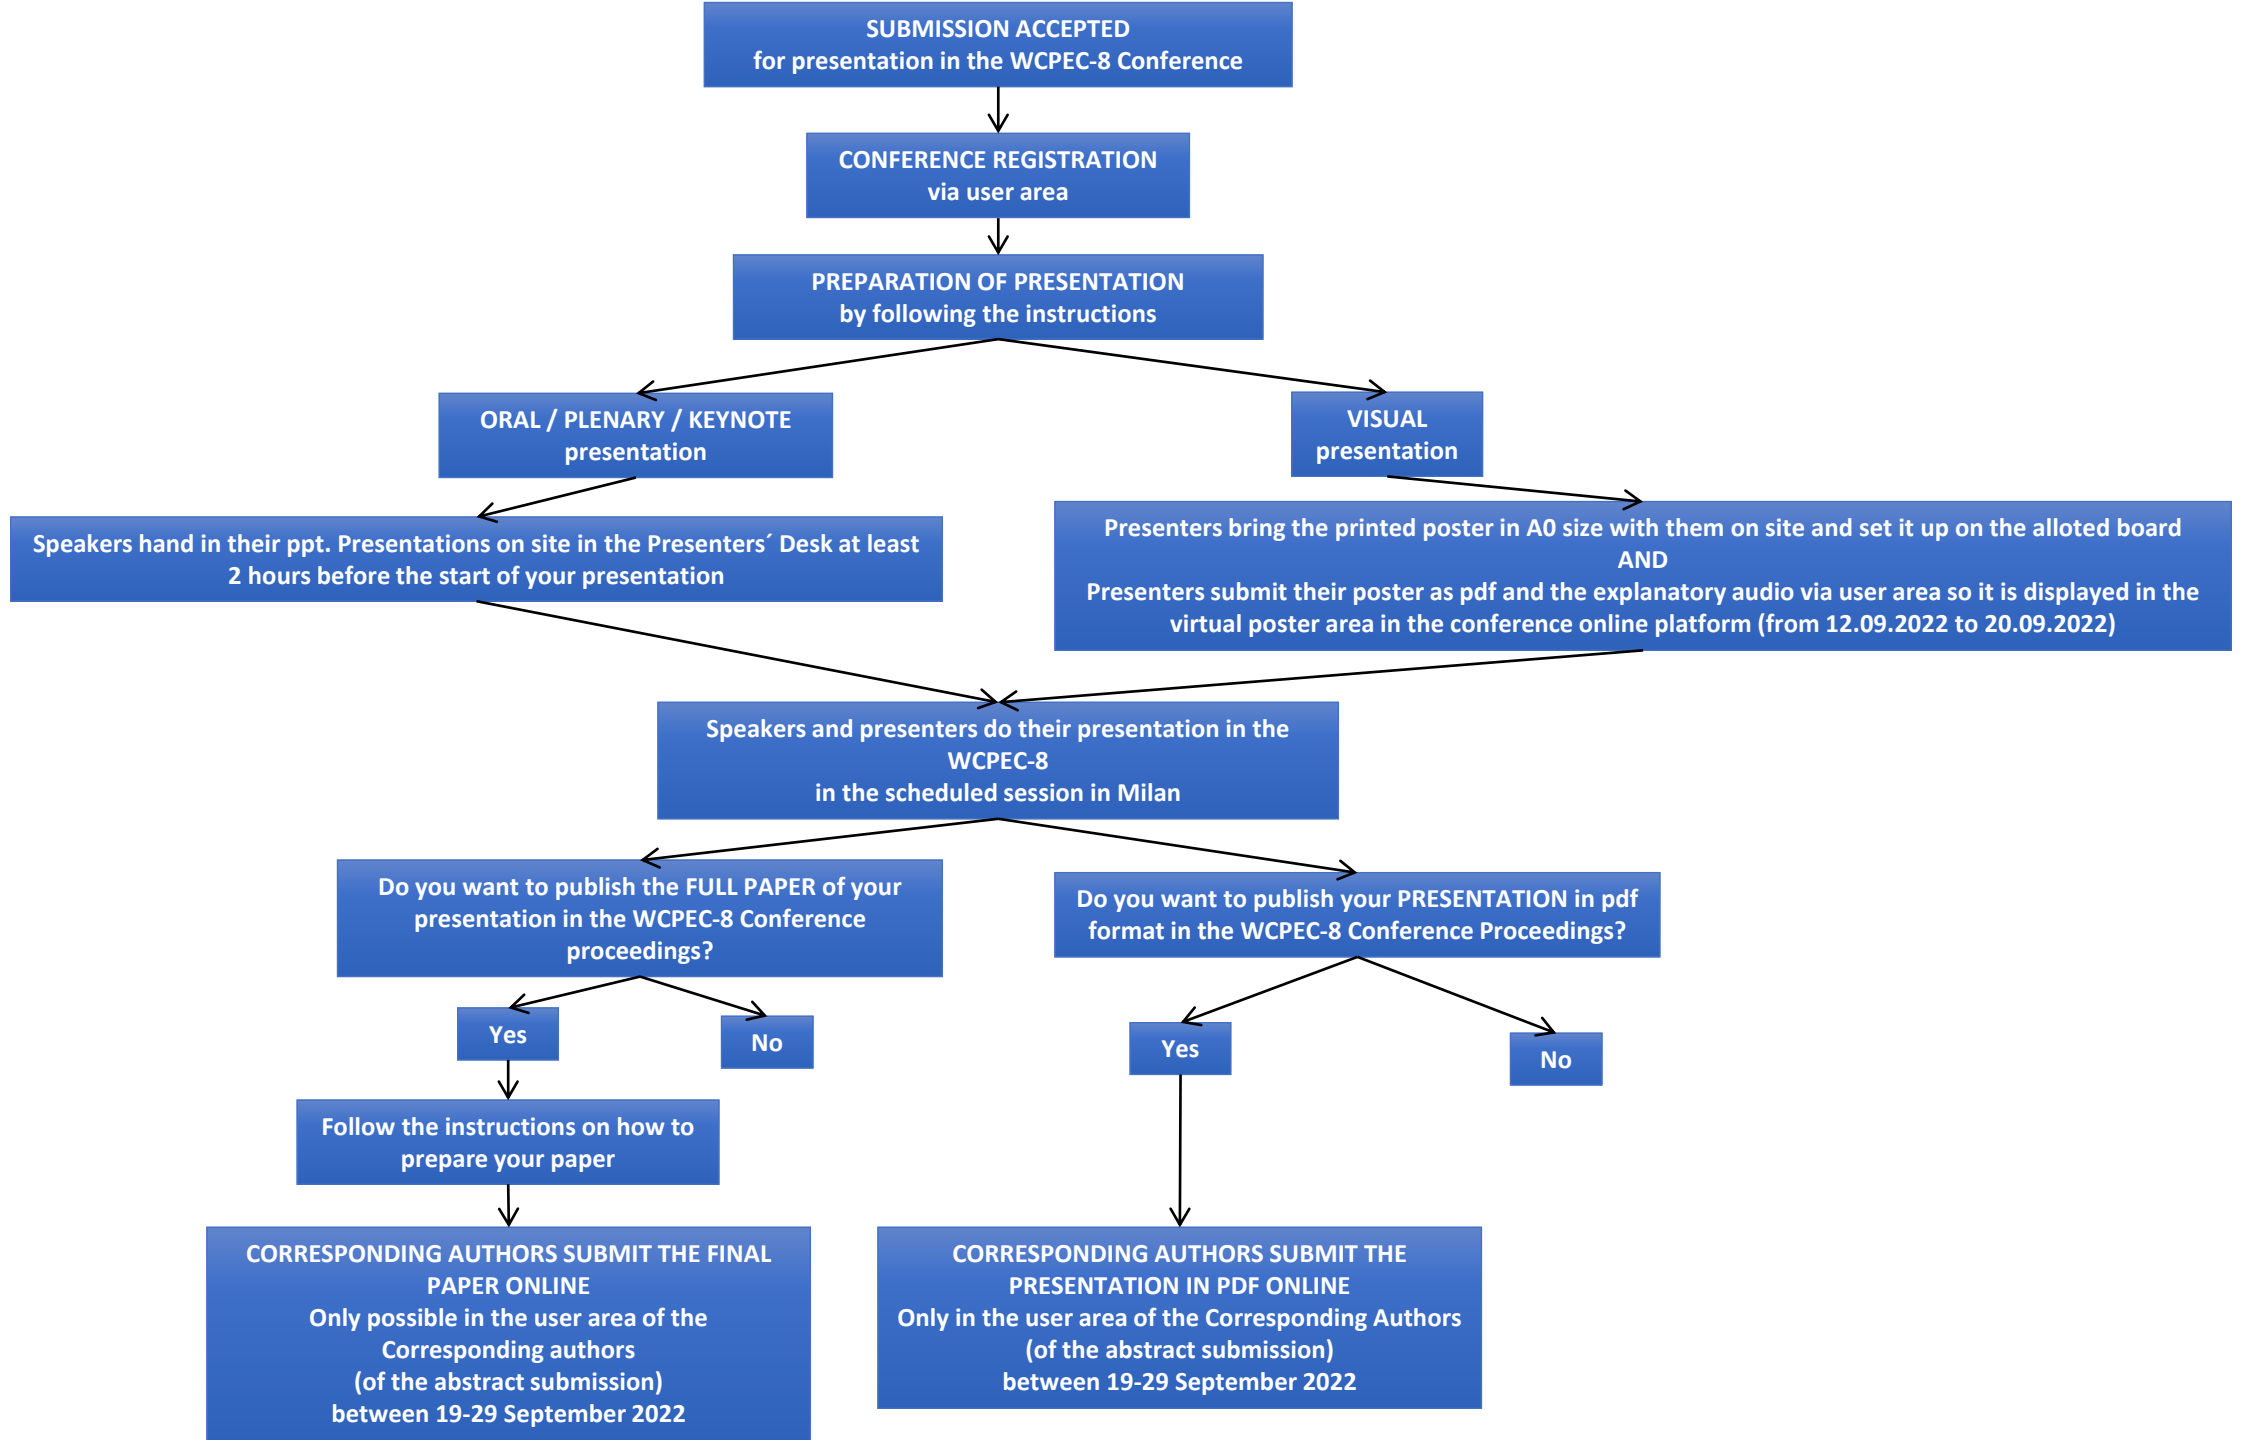 SUBMISSION ACCEPTED
for presentation in the WCPEC-8 Conference
CONFERENCE REGISTRATION
via user area
PREPARATION OF PRESENTATION
by following the instructions
ORAL / PLENARY / KEYNOTE
presentation
VISUAL
presentation
Speakers hand in their ppt. Presentations on site in the Presenters´ Desk at least
2 hours before the start of your presentation
Presenters bring the printed poster in A0 size with them on site and set it up on the alloted board
AND
Presenters submit their poster as pdf and the explanatory audio via user area so it is displayed in the
virtual poster area in the conference online platform (from 12.09.2022 to 20.09.2022)
Speakers and presenters do their presentation in the
WCPEC-8
in the scheduled session in Milan
Do you want to publish the FULL PAPER of your
presentation in the WCPEC-8 Conference
proceedings?
Do you want to publish your PRESENTATION in pdf
format in the WCPEC-8 Conference Proceedings?
Yes
No
Yes
No
Follow the instructions on how to
prepare your paper
CORRESPONDING AUTHORS SUBMIT THE FINAL
PAPER ONLINE
Only possible in the user area of the
Corresponding authors
(of the abstract submission)
between 19-29 September 2022
CORRESPONDING AUTHORS SUBMIT THE
PRESENTATION IN PDF ONLINE
Only in the user area of the Corresponding Authors
(of the abstract submission)
between 19-29 September 2022